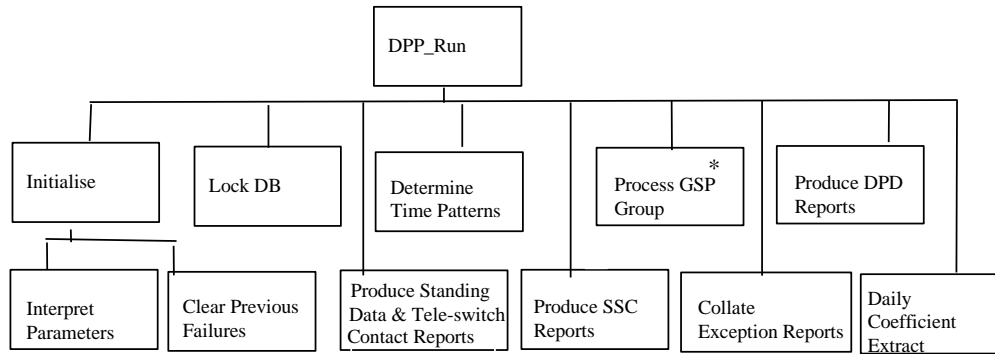 DPP_Run
Initialise
Lock DB
Determine
Time Patterns
*
Process GSP
Group
Produce DPD
Reports
Interpret
Parameters
Clear Previous
Failures
Produce Standing
Data & Tele-switch
Contact Reports
Produce SSC
Reports
Collate
Exception Reports
Daily
Coefficient
Extract